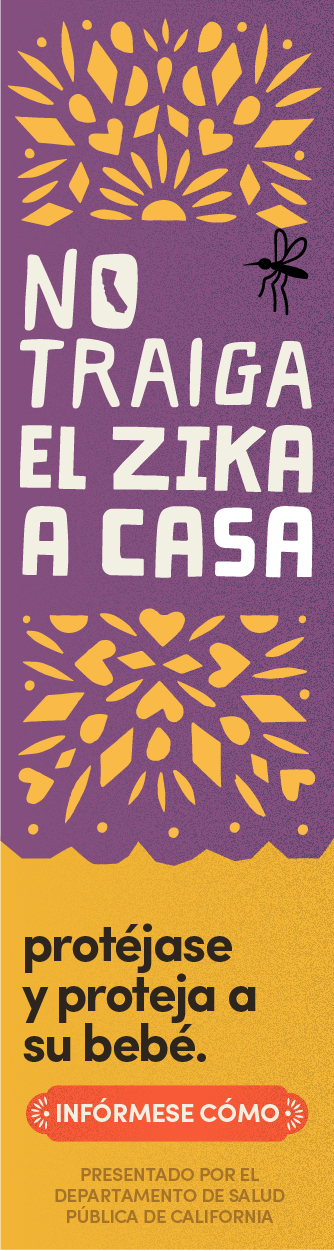 NO
TRAIGA
EL ZIKA
A CASA
protéjase
y proteja a
su bebé.
INFÓRMESE CÓMO
PRESENTADO POR EL
DEPARTAMENTO DE SALUD
PÚBLICA DE CALIFORNIA